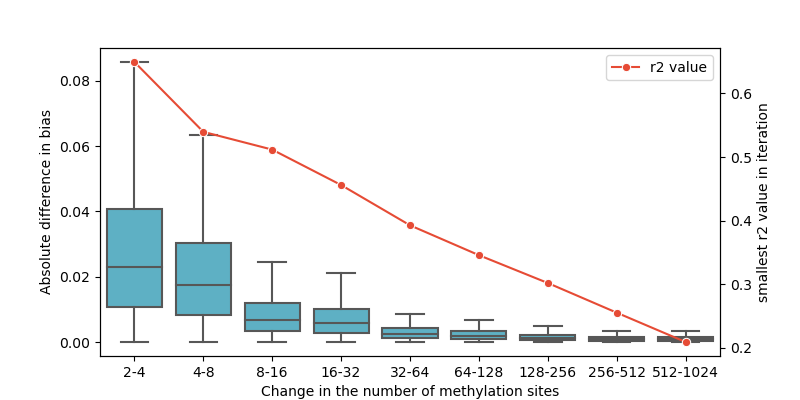 r2 value
Absolute difference in bias
0.08
0.06
0.04
0.02
0.00
0.6
0.5
0.4
0.3
0.2
smallest r2 value in iteration
2-4 4-8 8-16 16-32 32-64 64-128 128-256 256-512 512-1024
Change in the number of methylation sites